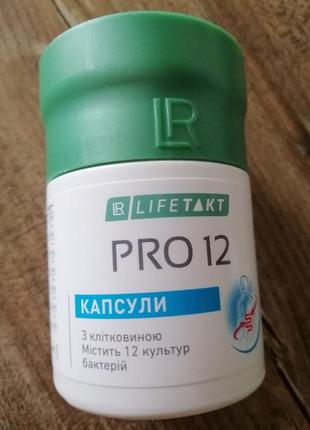 LR
LR LIFETAKT
PRO 12
КАПСУЛИ
З клітковиною
Містить 12 культур
бактерій